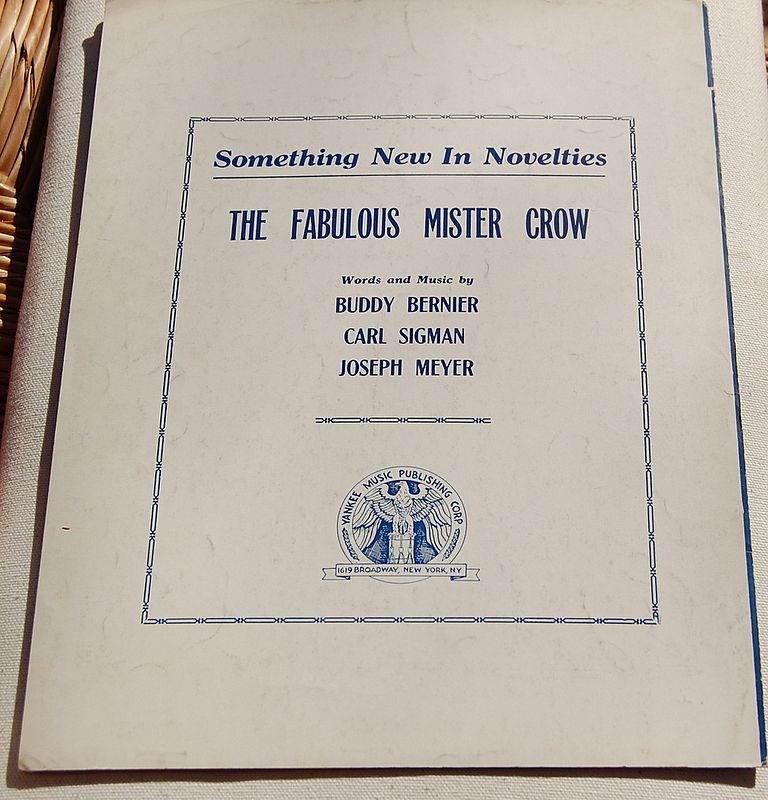 Something New In Novelties
THE FABULOUS MISTER CROW
Words and Music by
BUDDY BERNIER
CARL SIGMAN
JOSEPH MEYER
YANKEE MUSIC PUBLISHING CORP
1619 BROADWAY, NEW YORK, N.Y.